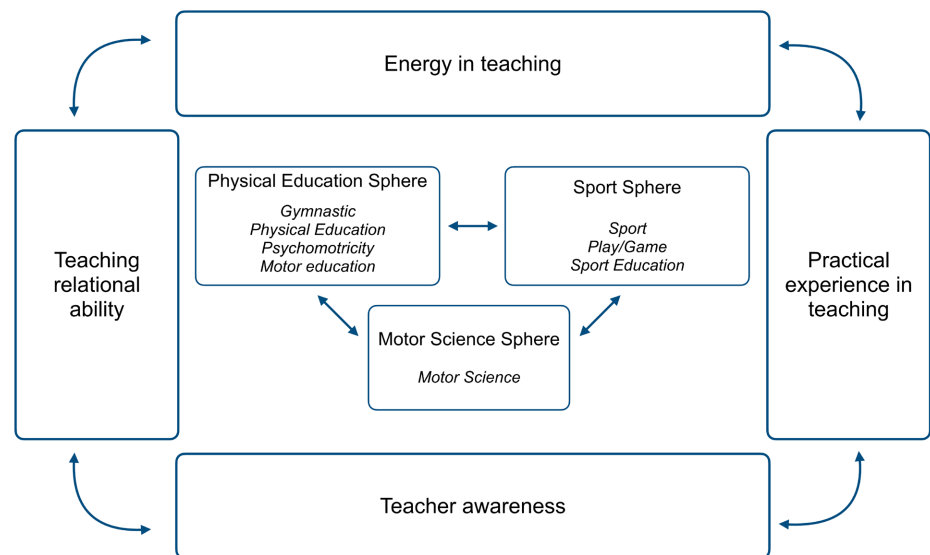 Energy in teaching
Teaching
relational
ability
Physical Education Sphere
Gymnastic
Physical Education
Psychomotricity
Motor education
Sport Sphere
Sport
Play/Game
Sport Education
Motor Science Sphere
Motor Science
Practical
experience in
teaching
Teacher awareness